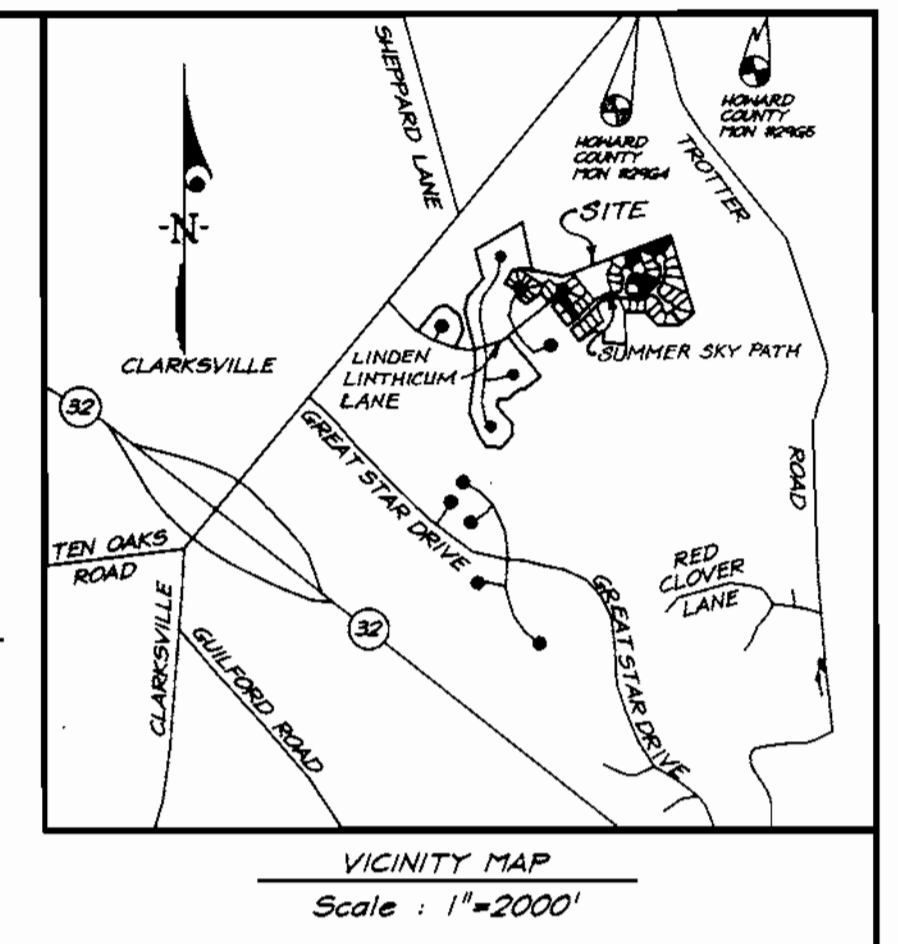 SHEPPARD LANE
HOWARD
COUNTY
MON #29G5
HOWARD
COUNTY
MON #29G4
TROTTER
-N-
SITE
CLARKSVILLE
LINDEN
LINTHICUM
LANE
SUMMER SKY PATH
32
GREAT STAR DRIVE
ROAD
TEN OAKS
ROAD
RED
CLOVER
LANE
GREAT STAR DRIVE
32
CLARKSVILLE
GUILFORD ROAD
VICINITY MAP
Scale : 1"=2000'